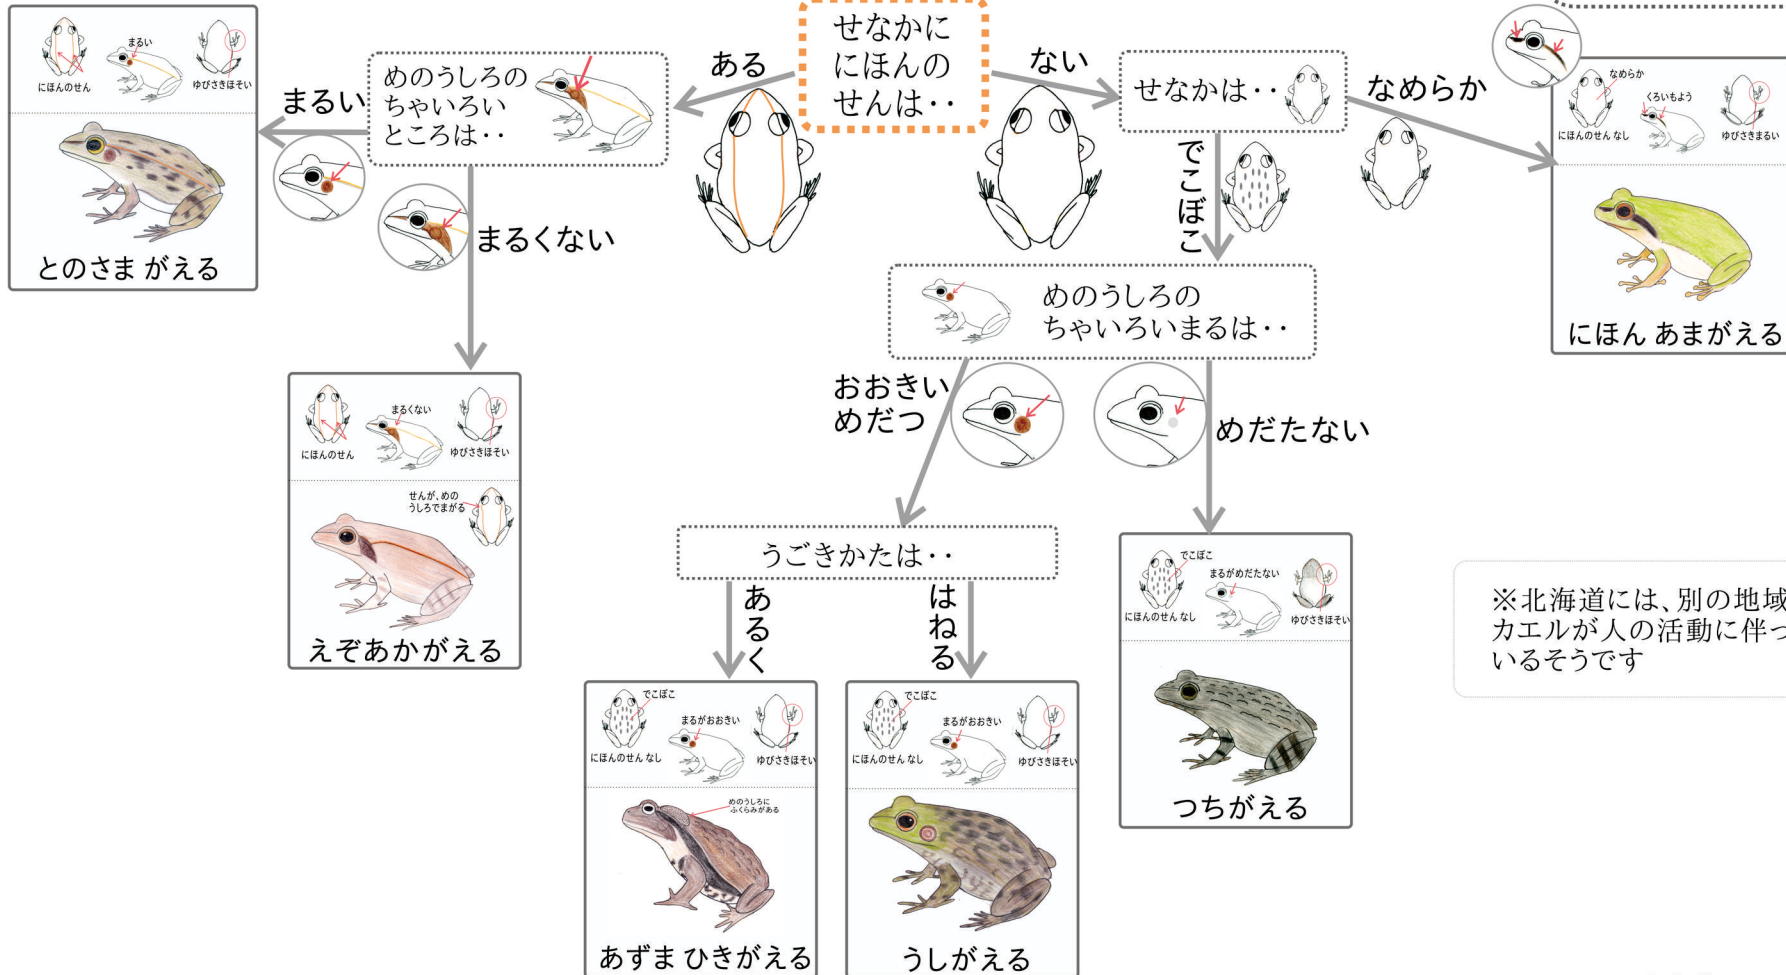 せなかに
にほんの
せんは・・
ある
ない
めのうしろの
ちゃいろい
ところは・・
まるい
まるくない
にほんのせん
まるい
ゆびさきほそい
とのさま がえる
にほんのせん
まるくない
ゆびさきほそい
せんが、めの
うしろでまがる
えぞあかがえる
せなかは・・
なめらか
でこぼこ
なめらか
にほんのせん なし
くろいもよう
ゆびさきまるい
にほん あまがえる
めのうしろの
ちゃいろいまるは・・
おおきい
めだつ
めだたない
うごきかたは・・
あるく
はねる
でこぼこ
にほんのせん なし
まるがおおきい
ゆびさきほそい
めのうしろに
ふくらみがある
あずま ひきがえる
でこぼこ
にほんのせん なし
まるがおおきい
ゆびさきほそい
うしがえる
でこぼこ
にほんのせん なし
まるがめだたない
ゆびさきほそい
つちがえる
※北海道には、別の地域
カエルが人の活動に伴っ
いるそうです